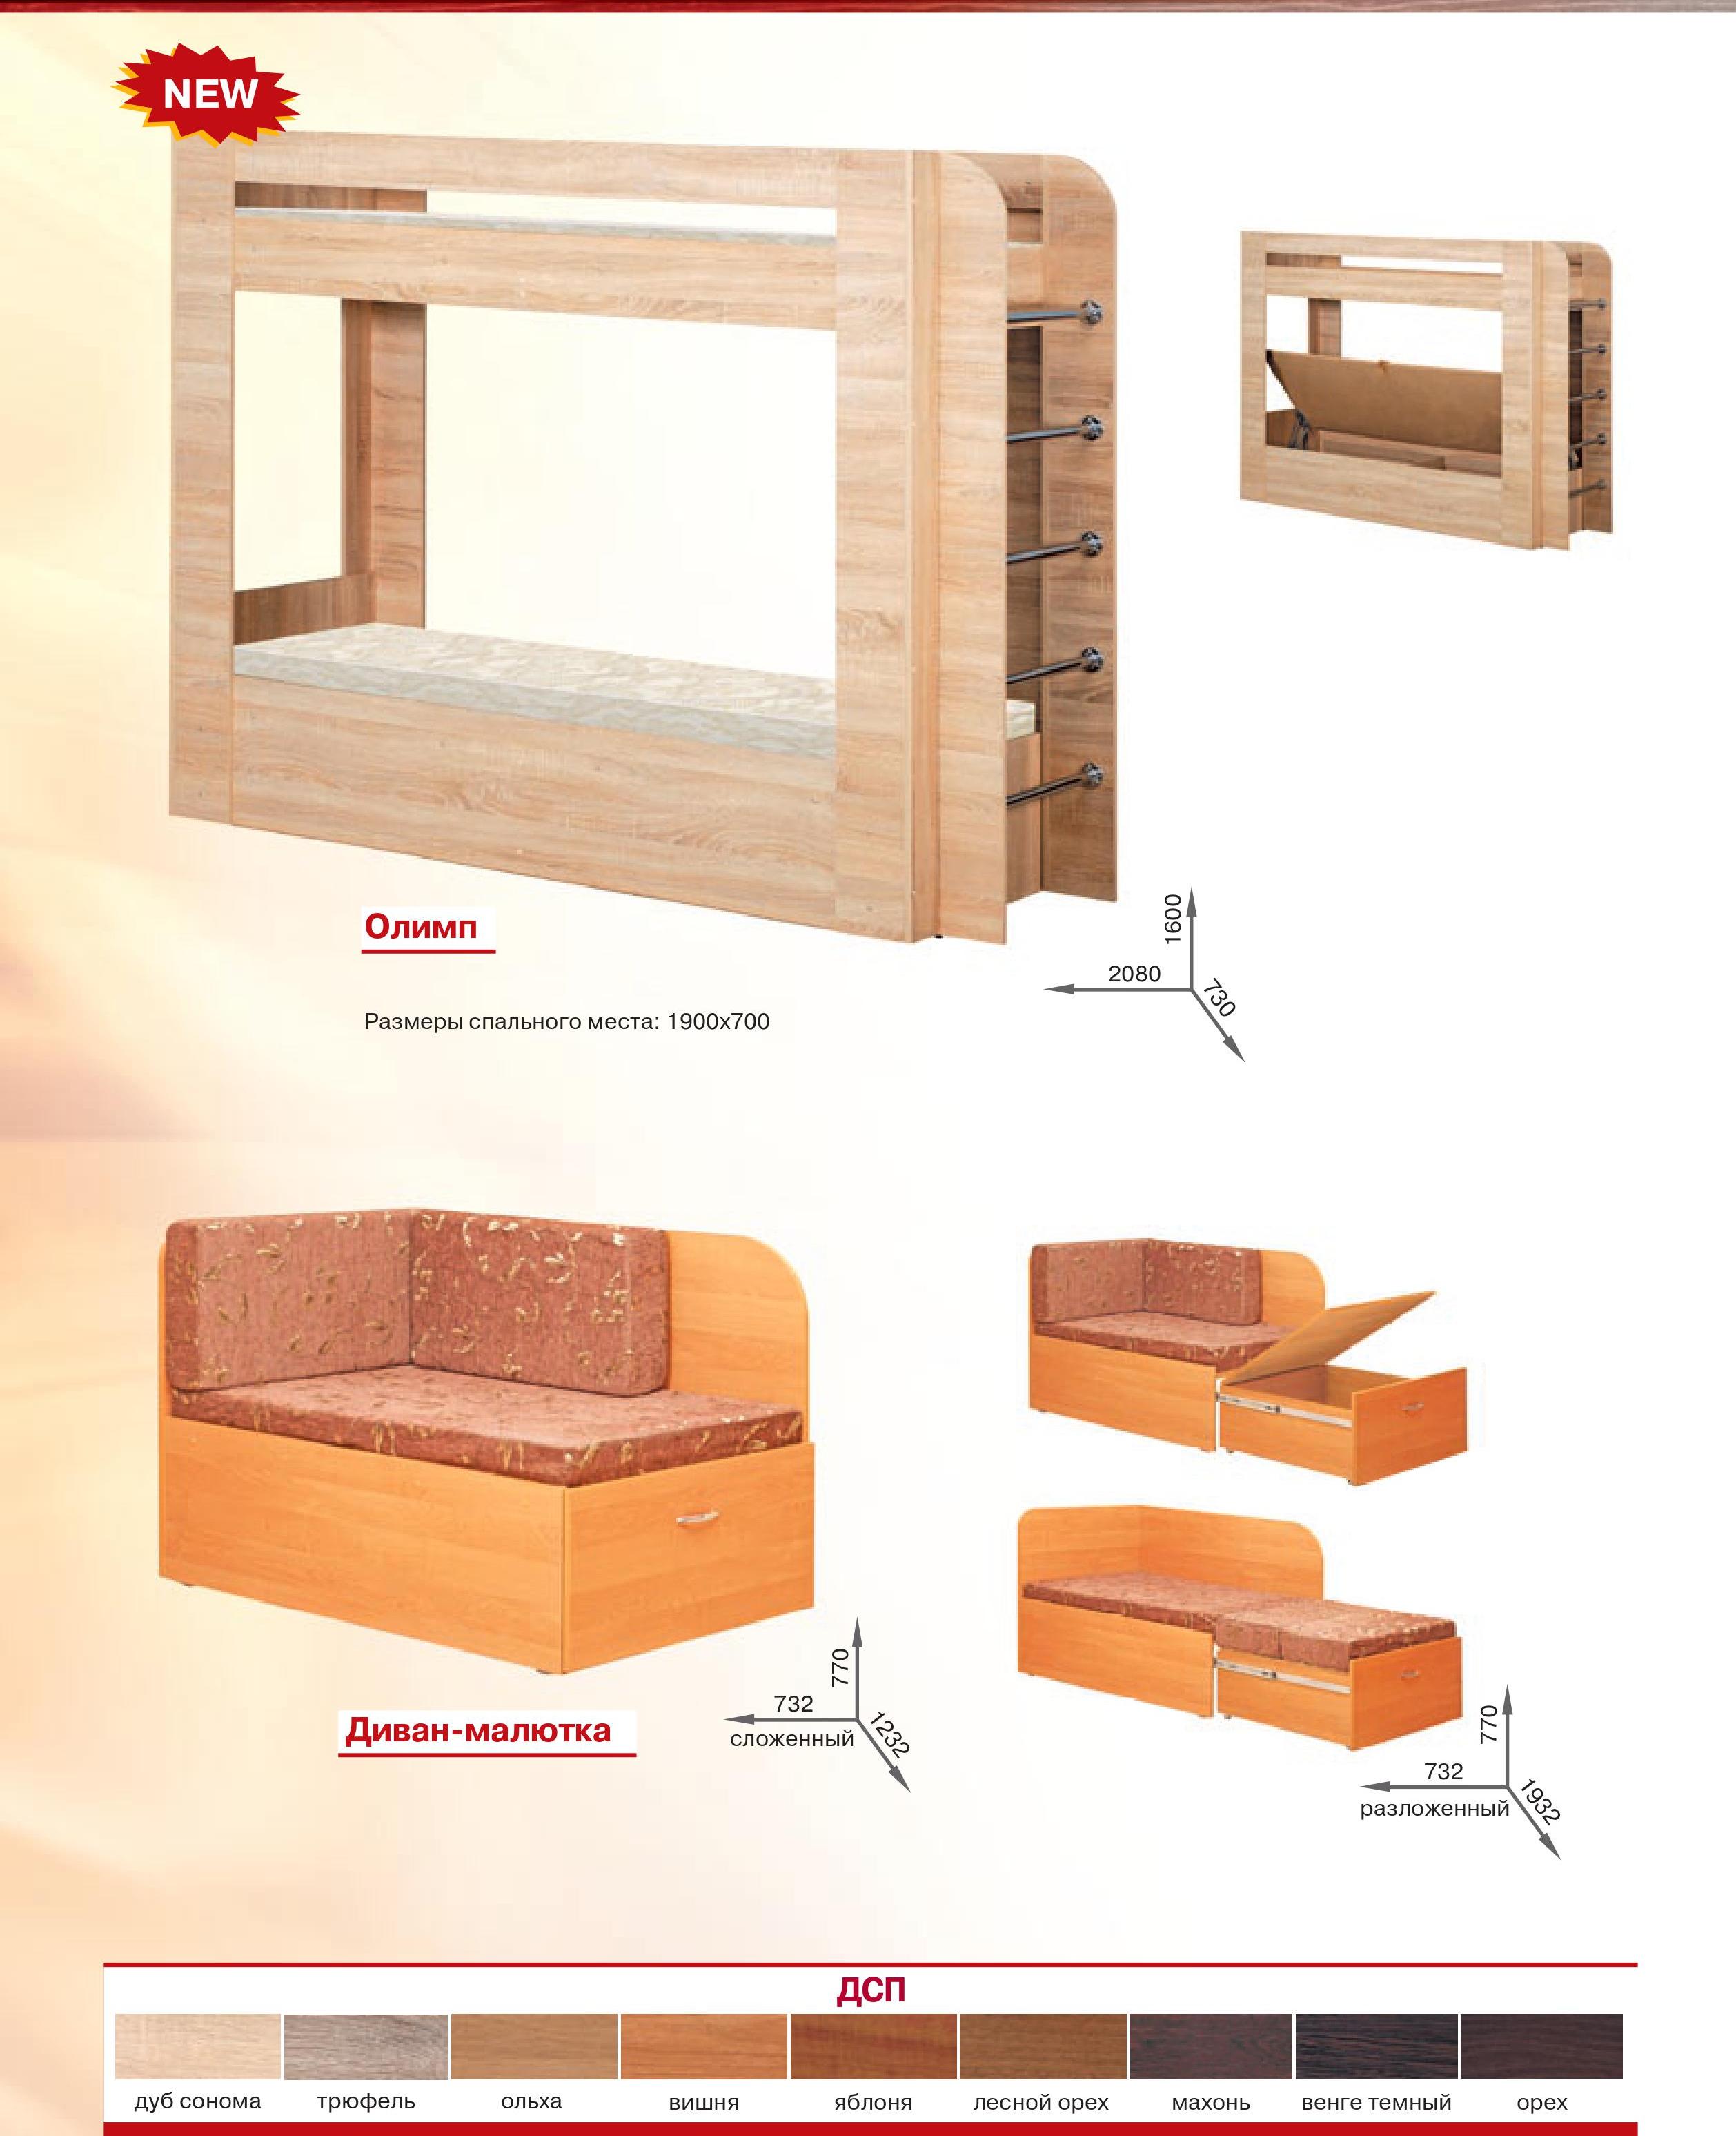 NEW
Олимп
Размеры спального места: 1900х700
1600
2080
730
Диван-малютка
770
732
сложенный
1232
770
732
разложенный
1932
ДСП
дуб сонома
трюфель
ольха
вишня
яблоня
лесной орех
махонь
венге темный
орех